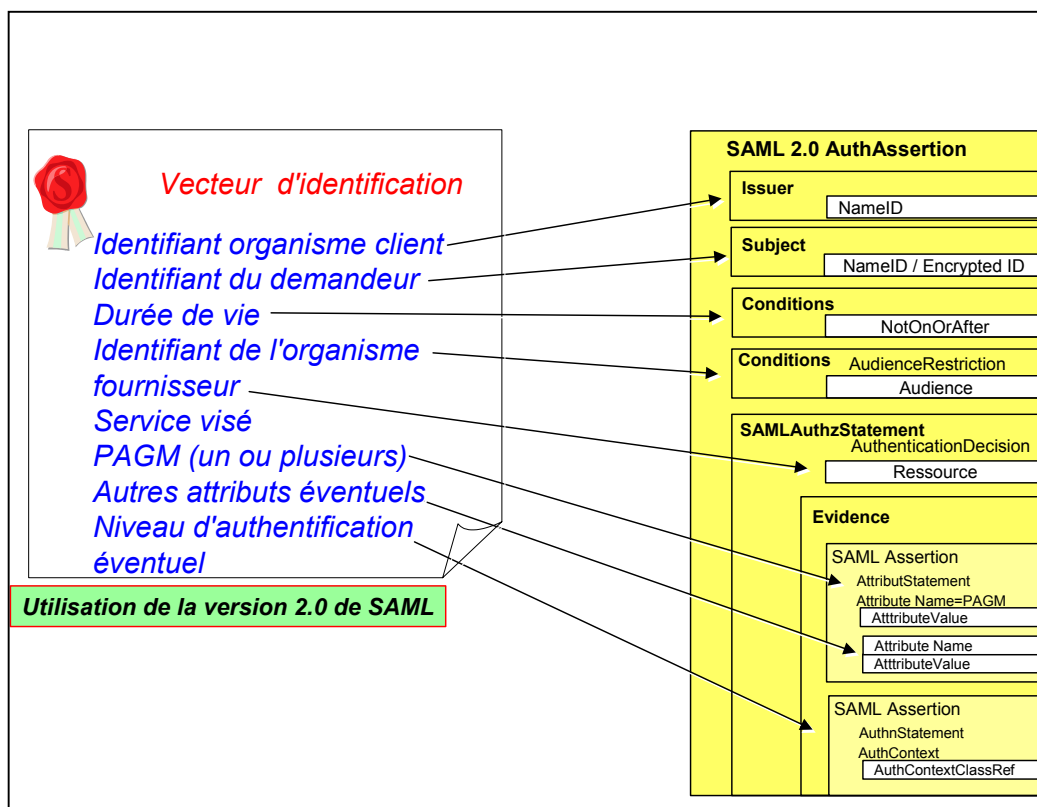 Vecteur d'identification
Identifiant organisme client
Identifiant du demandeur
Durée de vie
Identifiant de l'organisme
fournisseur
Service visé
PAGM (un ou plusieurs)
Autres attributs éventuels
Niveau d'authentification
éventuel
Utilisation de la version 2.0 de SAML
SAML 2.0 AuthAssertion
Issuer
NameID
Subject
NameID / Encrypted ID
Conditions
NotOnOrAfter
Conditions AudienceRestriction
Audience
SAMLAuthzStatement
AuthenticationDecision
Ressource
Evidence
SAML Assertion
AttributStatement
Attribute Name=PAGM
AtttributeValue
Attribute Name
AtttributeValue
SAML Assertion
AuthnStatement
AuthContext
AuthContextClassRef
S